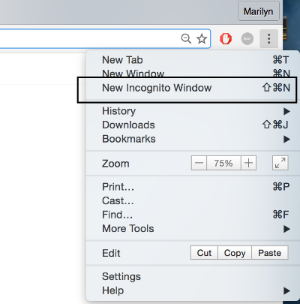 Marilyn
New Tab ⌘T
New Window ⌘N
New Incognito Window ⇧⌘N
History ▶
Downloads ⇧⌘J
Bookmarks ▶
Zoom − 75% +
Print... ⌘P
Cast...
Find... ⌘F
More Tools ▶
Edit Cut Copy Paste
Settings
Help ▶